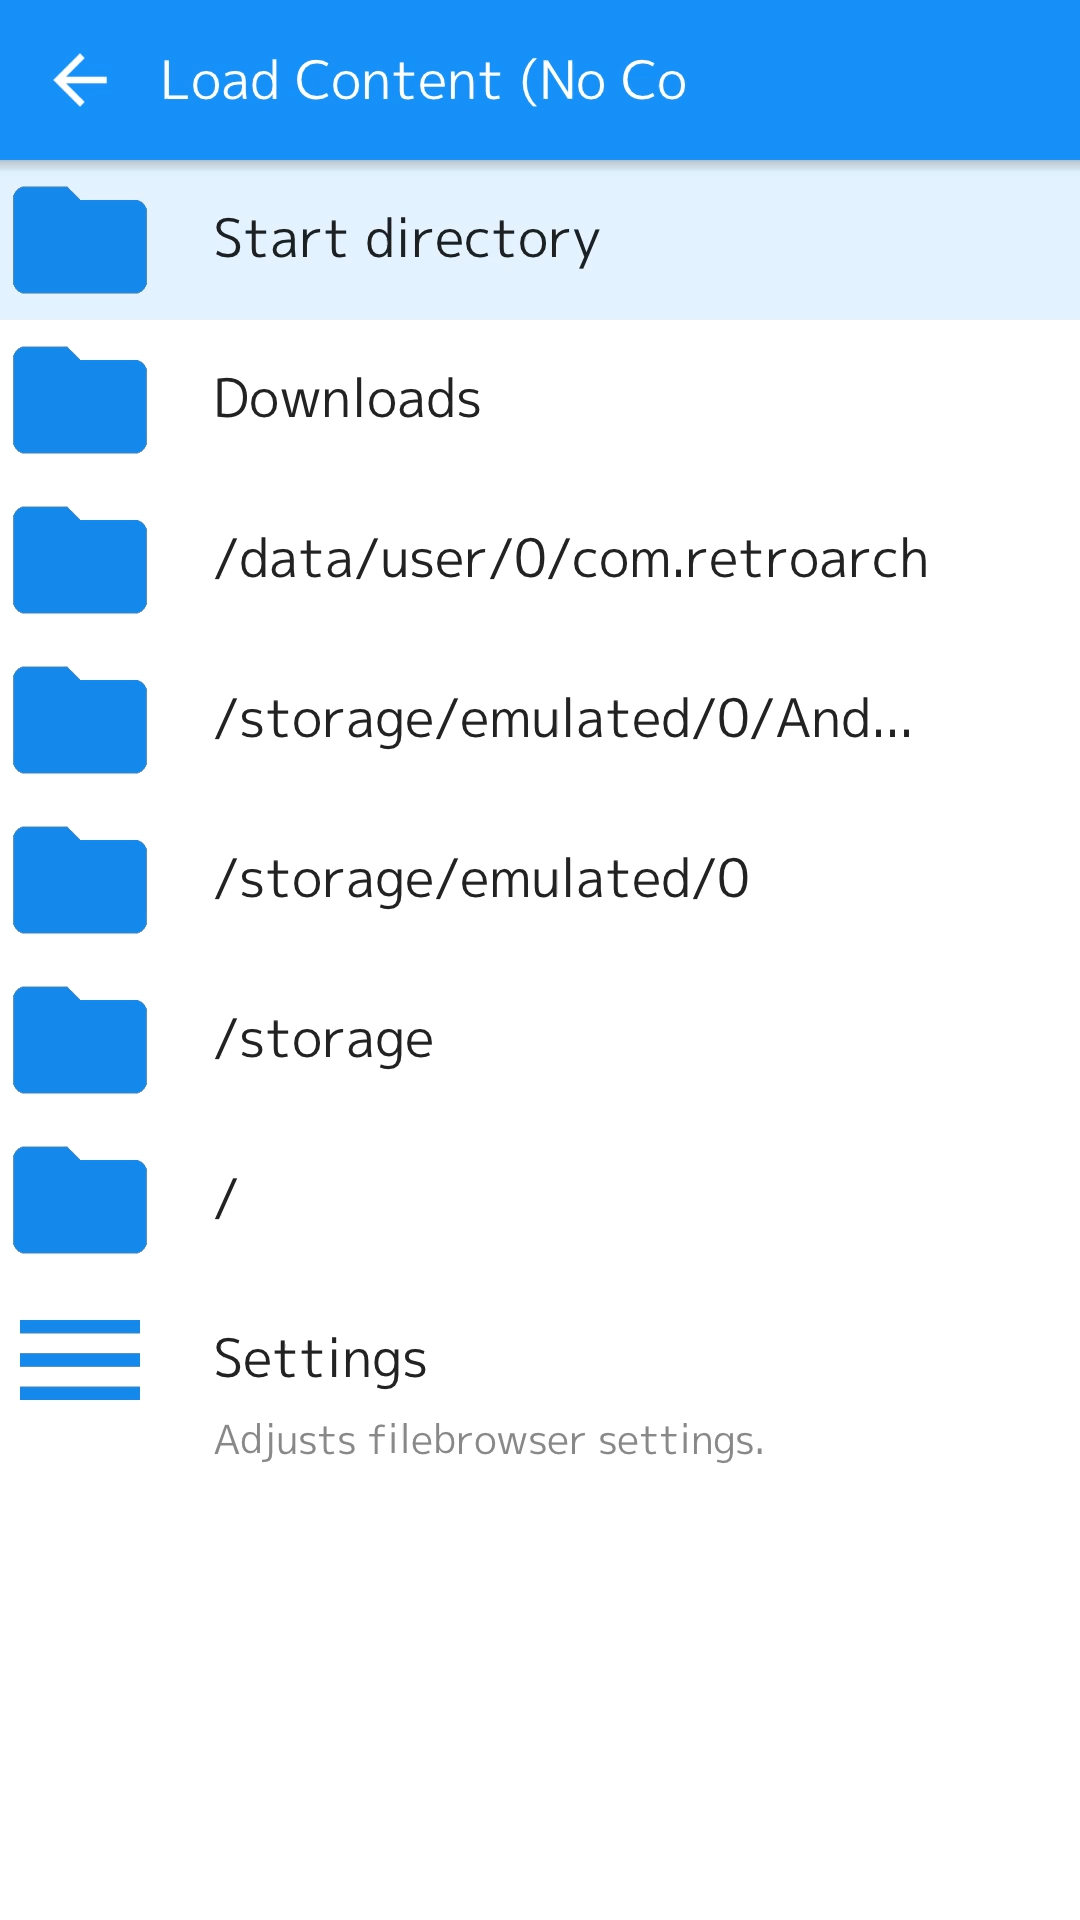 Load Content (No Co
Start directory
Downloads
/data/user/0/com.retroarch
/storage/emulated/0/And...
/storage/emulated/0
/storage
/
Settings
Adjusts filebrowser settings.